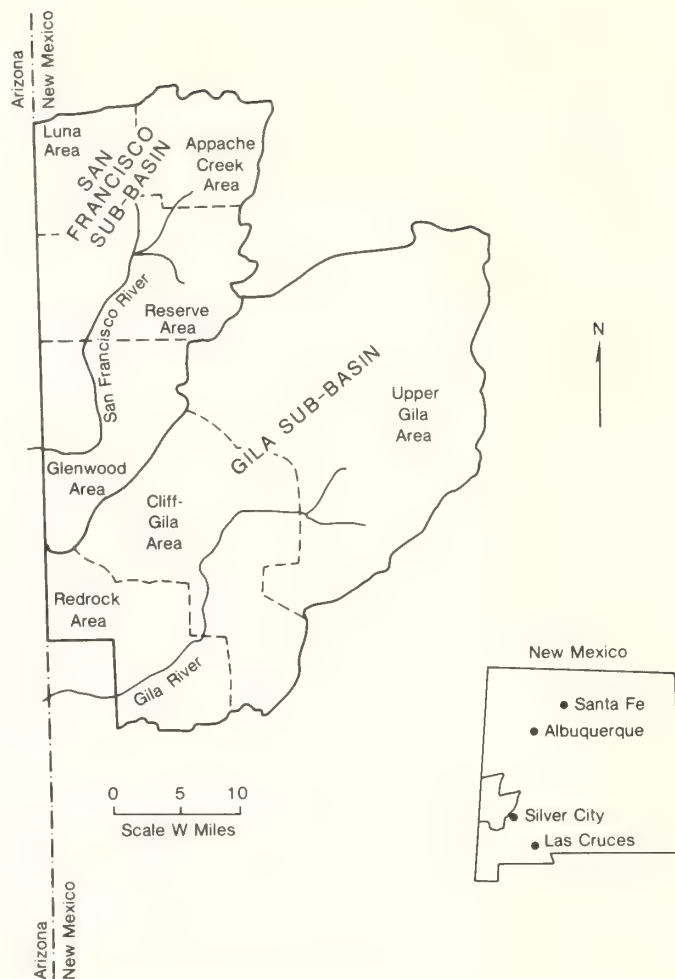 Arizona
New Mexico
Luna
Area
SAN
FRANCISCO
SUB-BASIN
Appache
Creek
Area
San Francisco River
Reserve
Area
N
GILA SUB-BASIN
Upper
Gila
Area
Glenwood
Area
Cliff-
Gila
Area
Redrock
Area
Gila River
0 5 10
Scale W Miles
New Mexico
Santa Fe
Albuquerque
Silver City
Las Cruces
Arizona
New Mexico